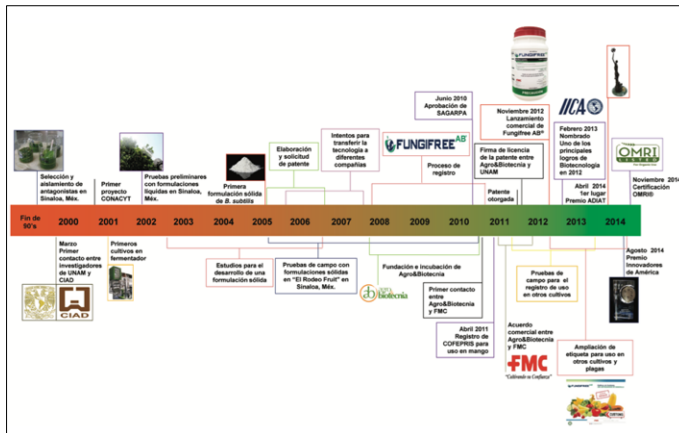 Selección y
aislamiento de
antagonistas en
Sinaloa, Méx.
Primer
proyecto
CONACYT
Pruebas preliminares
con formulaciones
líquidas en Sinaloa,
Méx.
Primera
formulación sólida
de B. subtilis
Elaboración
y solicitud de
patente
Intentos para
transferir la
tecnología a
diferentes
compañías
Junio 2010
Aprobación de
SAGARPA
FUNGIFREE AB
Proceso de
registro
FUNGIFREE
Noviembre 2012
Lanzamiento
comercial de
Fungifree AB®
Firma de licencia
de la patente entre
Agro&Biotecnia y
UNAM
Patente
otorgada
IICA
Febrero 2013
Nombrado
Uno de los
principales
logros de
Biotecnología
en 2012
Abril 2014
1er lugar
Premio ADIAT
OMRI
Noviembre 2014
Certificación
OMRI®
Fin de
90's
2000
2001
2002
2003
2004
2005
2006
2007
2008
2009
2010
2011
2012
2013
2014
Marzo
Primer
contacto entre
investigadores
de UNAM y
CIAD
CIAD
Primeros
cultivos en
fermentador
Estudios para el
desarrollo de una
formulación sólida
Pruebas de campo con
formulaciones sólidas
en "El Rodeo Fruit" en
Sinaloa, Méx.
Fundación e incubación de
Agro&Biotecnia
agro&
biotecnia
Primer contacto
entre
Agro&Biotecnia
y FMC
Abril 2011
Registro de
COFEPRIS para
uso en mango
Acuerdo
comercial entre
Agro&Biotecnia
y FMC
FMC
"Cultivando su Confianza"
Pruebas de
campo para el
registro de uso
en otros cultivos
Ampliación de
etiqueta para uso en
otros cultivos y
plagas
FUNGIFREE
Agosto 2014
Premio
Innovadores
de América